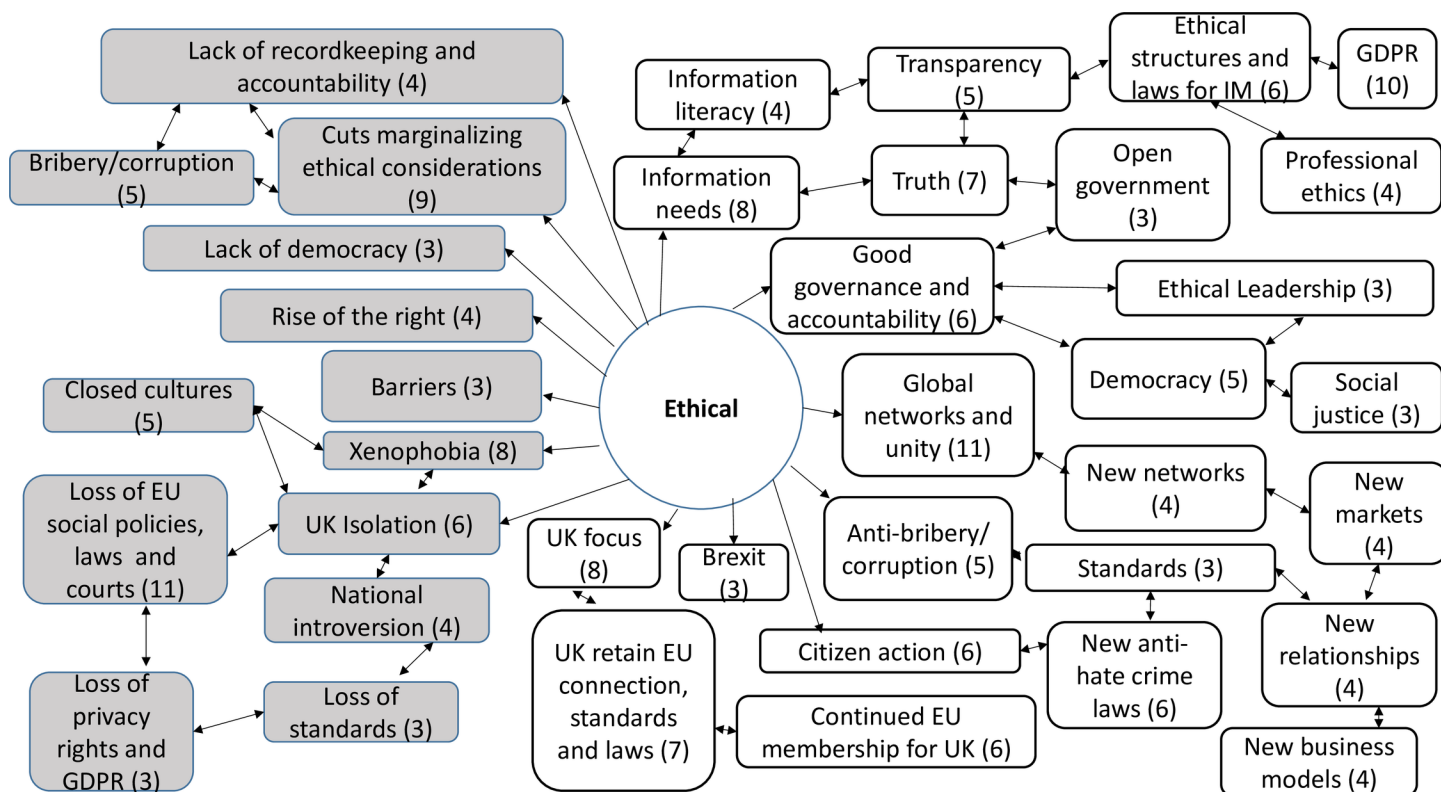 Lack of recordkeeping and
accountability (4)
Bribery/corruption
(5)
Cuts marginalizing
ethical considerations
(9)
Lack of democracy (3)
Rise of the right (4)
Barriers (3)
Closed cultures
(5)
Xenophobia (8)
Loss of EU
social policies,
laws and
courts (11)
UK Isolation (6)
National
introversion (4)
Loss of
privacy
rights and
GDPR (3)
Loss of
standards (3)
Ethical
Information
literacy (4)
Transparency
(5)
Ethical
structures and
laws for IM (6)
GDPR
(10)
Information
needs (8)
Truth (7)
Open
government
(3)
Professional
ethics (4)
Good
governance and
accountability (6)
Ethical Leadership (3)
Democracy (5)
Social
justice (3)
Global
networks and
unity (11)
New networks
(4)
New
markets
(4)
Anti-bribery/
corruption (5)
Standards (3)
UK focus
(8)
Brexit
(3)
Citizen action (6)
New anti-
hate crime
laws (6)
New
relationships
(4)
UK retain EU
connection,
standards
and laws (7)
Continued EU
membership for UK (6)
New business
models (4)